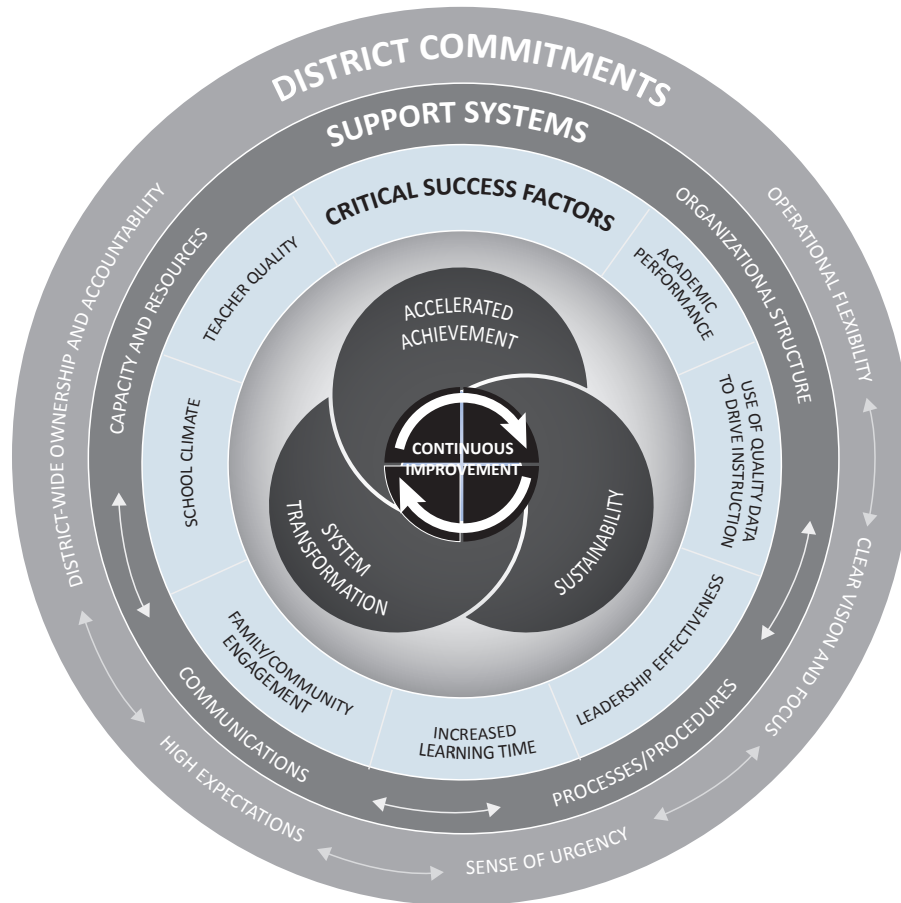 DISTRICT COMMITMENTS
OPERATIONAL FLEXIBILITY
CLEAR VISION AND FOCUS
SENSE OF URGENCY
HIGH EXPECTATIONS
DISTRICT-WIDE OWNERSHIP AND ACCOUNTABILITY
SUPPORT SYSTEMS
ORGANIZATIONAL STRUCTURE
PROCESSES/PROCEDURES
COMMUNICATIONS
CAPACITY AND RESOURCES
CRITICAL SUCCESS FACTORS
ACADEMIC
PERFORMANCE
USE OF QUALITY DATA
TO DRIVE INSTRUCTION
LEADERSHIP EFFECTIVENESS
INCREASED
LEARNING TIME
FAMILY/COMMUNITY
ENGAGEMENT
SCHOOL CLIMATE
TEACHER QUALITY
ACCELERATED
ACHIEVEMENT
SUSTAINABILITY
SYSTEM
TRANSFORMATION
CONTINUOUS
IMPROVEMENT